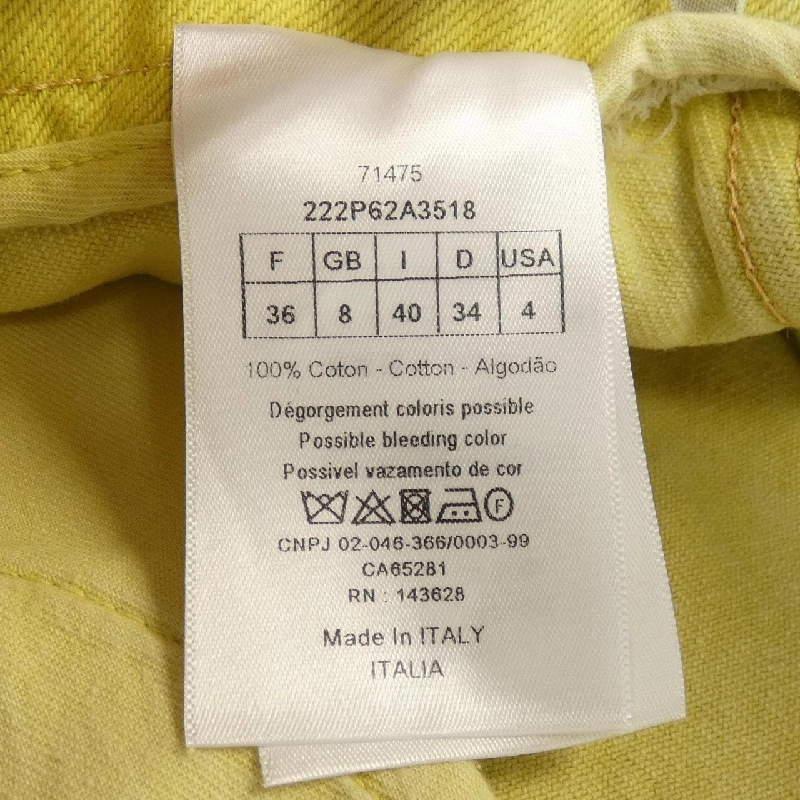 71475
222P62A3518
F GB I D USA
36 8 40 34 4
100% Coton - Cotton - Algodão
Dégorgement coloris possible
Possible bleeding color
Possivel vazamento de cor
F
CNPJ 02-046-366/0003-99
CA65281
RN : 143628
Made In ITALY
ITALIA